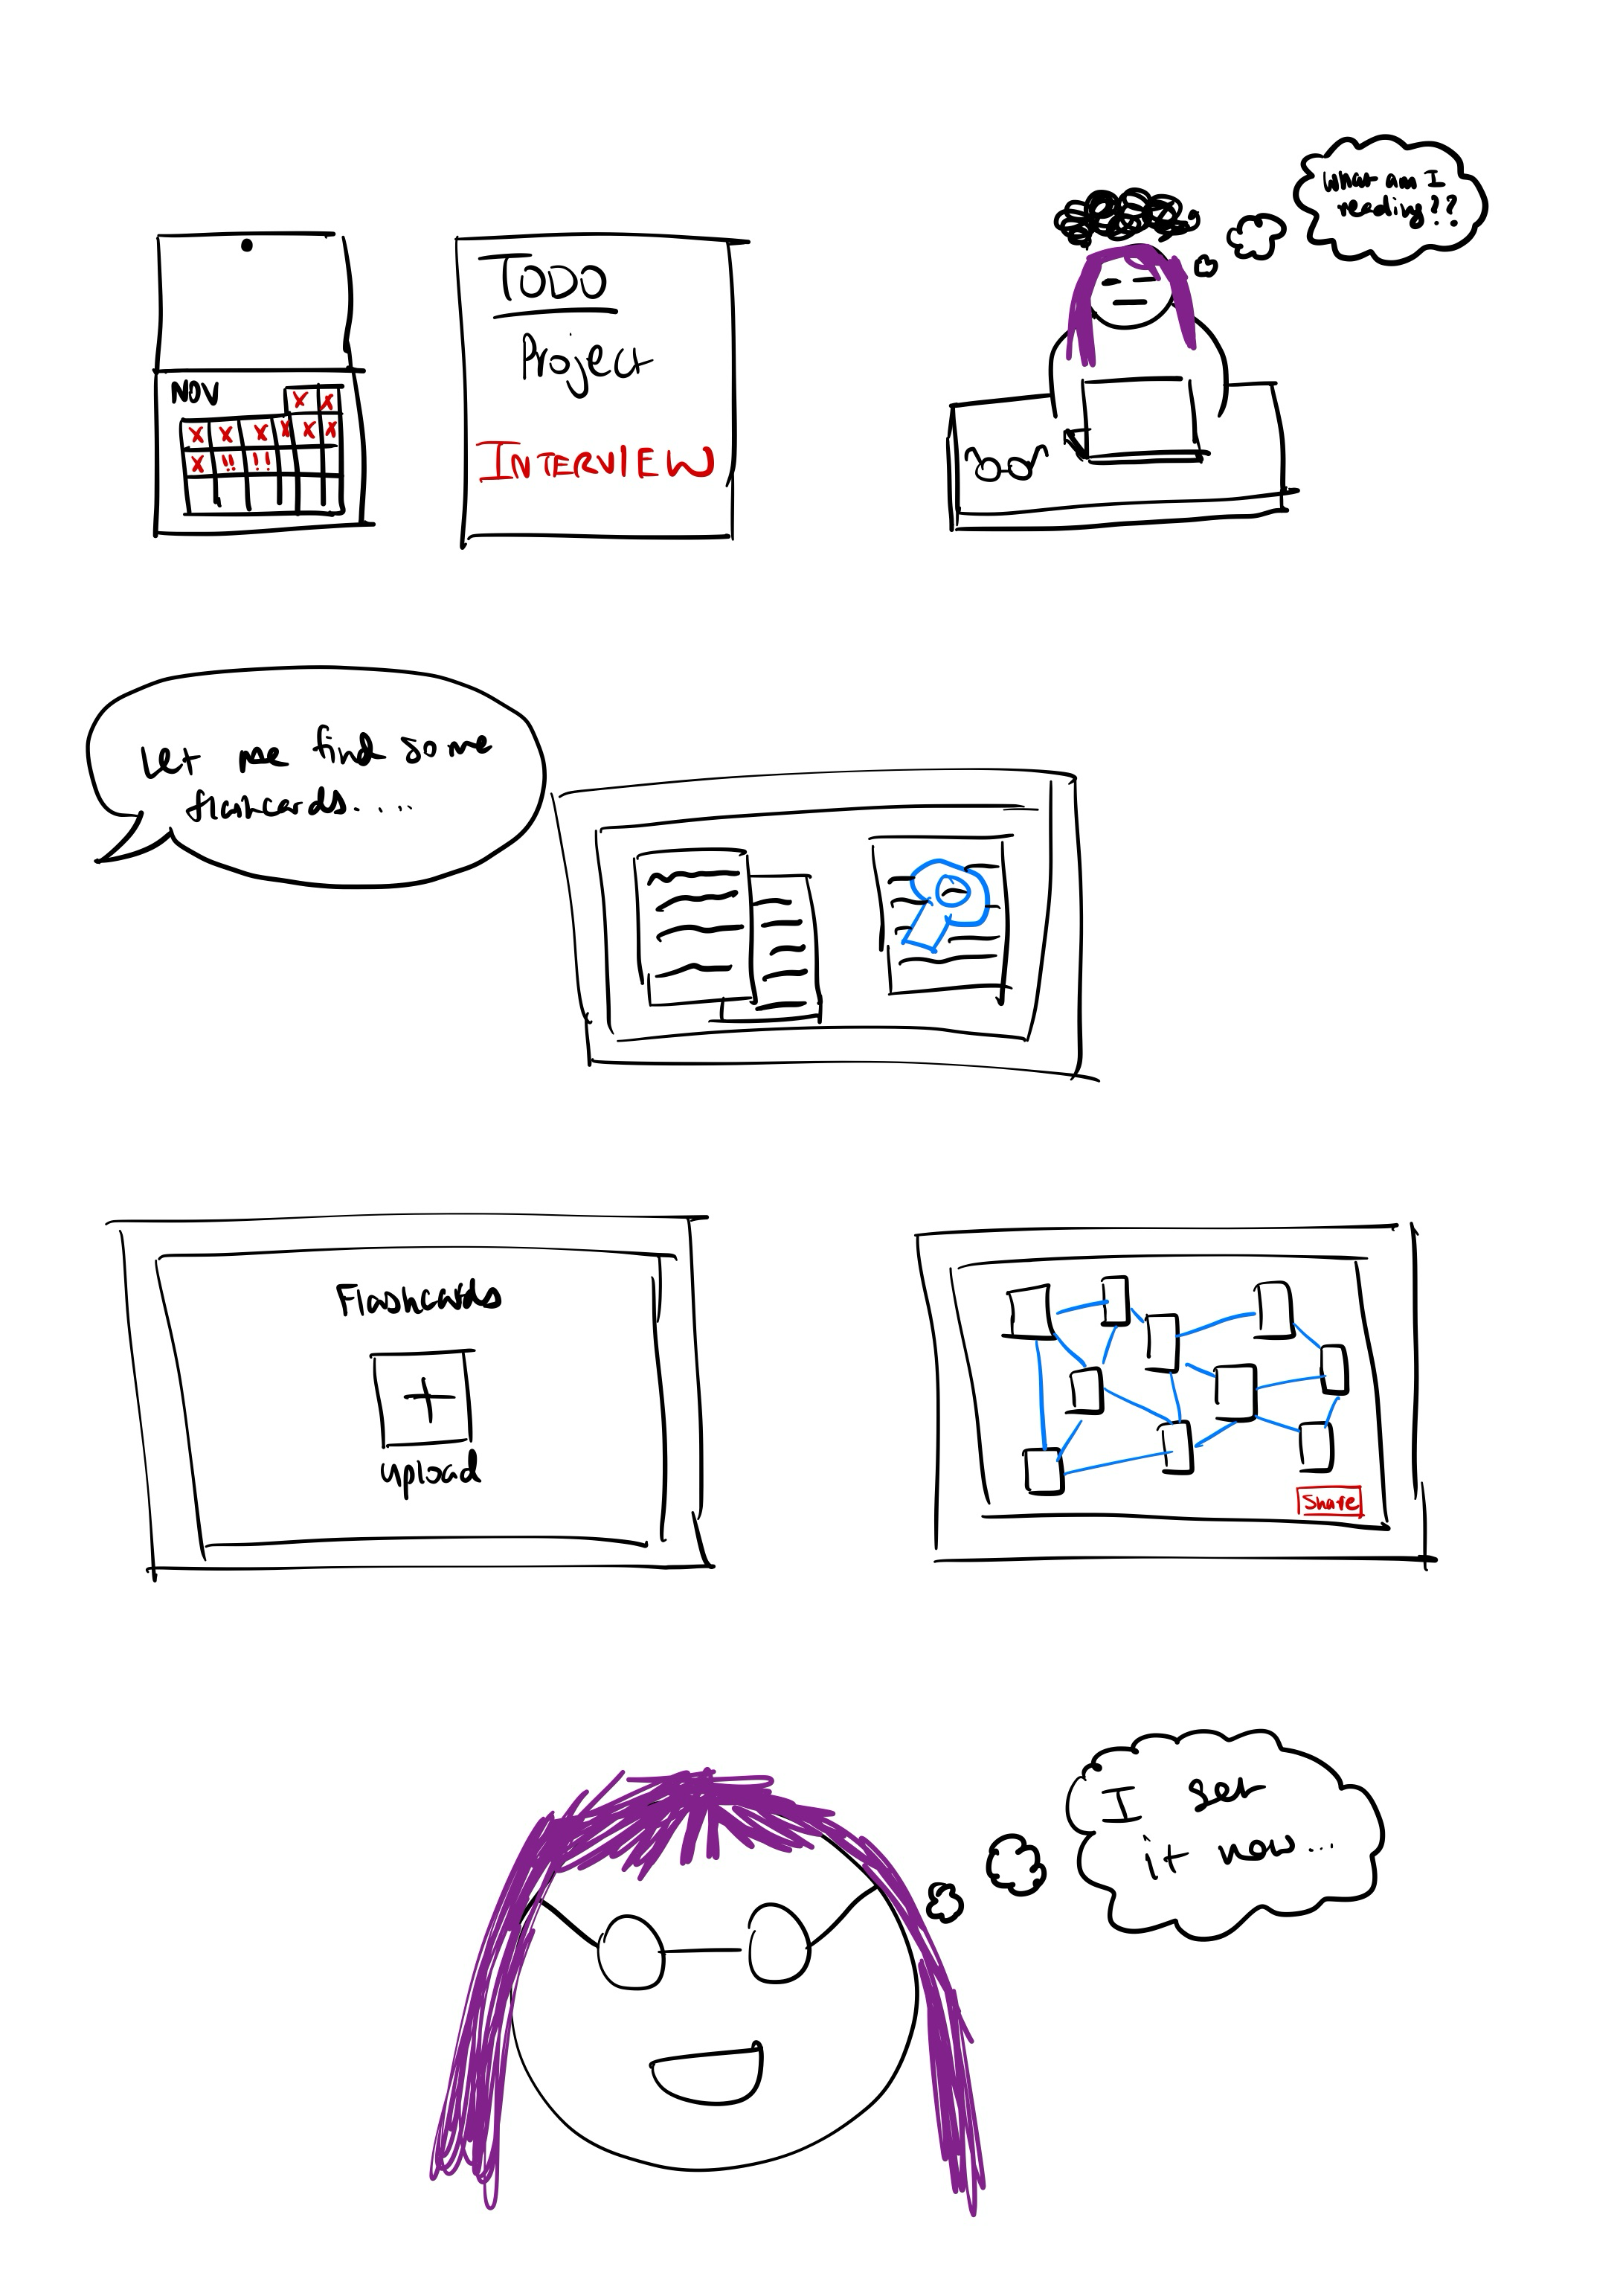 What am I
reading??
NOV
X X
X X X X X X
X !! !!
TODO
Project
INTERVIEW
Let me find some
flashcards....
Flashcards
+
upload
Share
I see
it now...